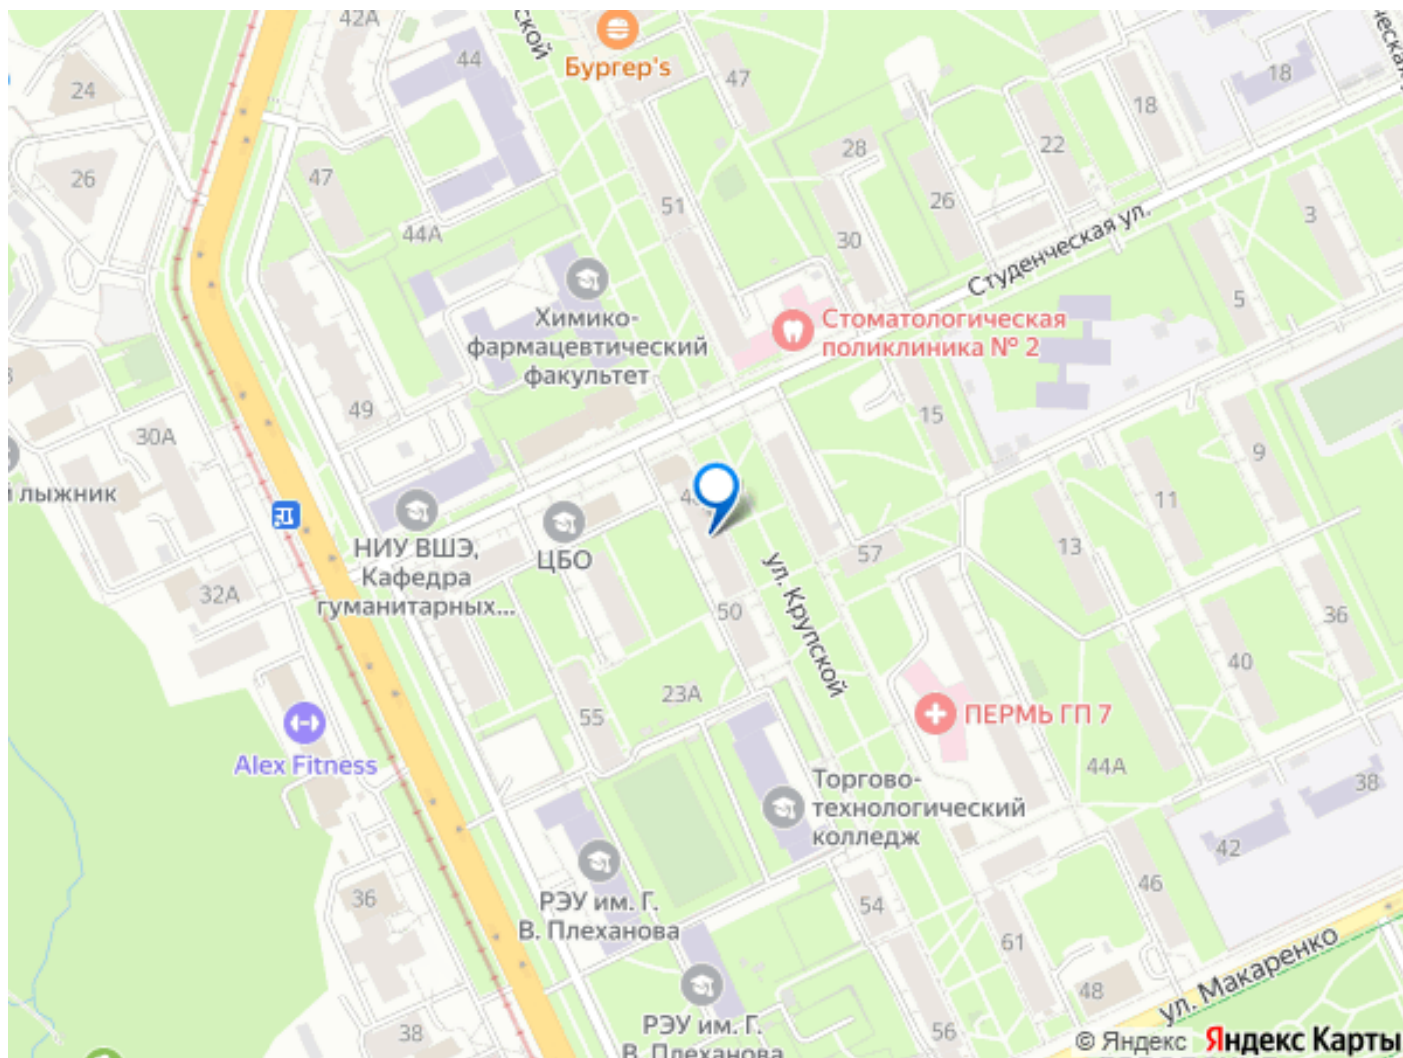 42А
ской
44
Бургер's
47
18
18
24
22
28
47
26
51
26
44А
30
3
Студенческая ул.
5
Химико-
фармацевтический
факультет
Стоматологическая
поликлиника № 2
49
15
30А
9
лыжник
11
НИУ ВШЭ,
Кафедра
гуманитарных...
ЦБО
57
13
32А
50
ул. Крупской
36
40
23А
55
ПЕРМЬ ГП 7
Alex Fitness
44А
Торгово-
технологический
колледж
38
42
46
36
РЭУ им. Г.
В. Плеханова
54
61
ул. Макаренко
48
38
РЭУ им. Г.
В. Плеханова
56
© Яндекс Яндекс Карты